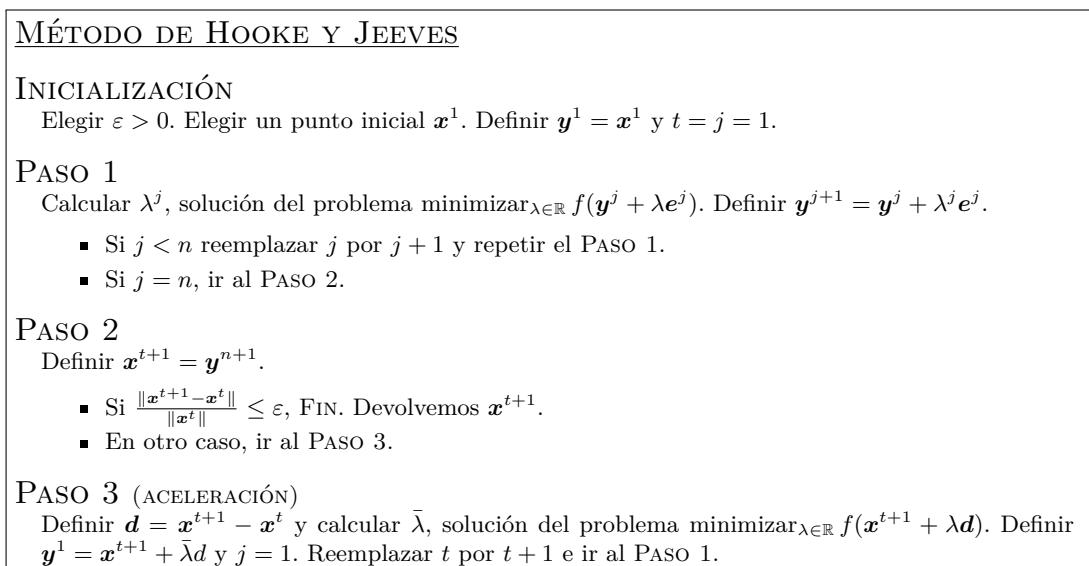 MÉTODO DE HOOKE Y JEEVES
INICIALIZACIÓN
Elegir ε > 0. Elegir un punto inicial x¹. Definir y¹ = x¹ y t = j = 1.
PASO 1
Calcular λʲ, solución del problema minimizar_{λ∈ℝ} f(yʲ + λeʲ). Definir yʲ⁺¹ = yʲ + λʲeʲ.
▪ Si j < n reemplazar j por j + 1 y repetir el PASO 1.
▪ Si j = n, ir al PASO 2.
PASO 2
Definir xᵗ⁺¹ = yⁿ⁺¹.
▪ Si ‖xᵗ⁺¹−xᵗ‖/‖xᵗ‖ ≤ ε, FIN. Devolvemos xᵗ⁺¹.
▪ En otro caso, ir al PASO 3.
PASO 3 (ACELERACIÓN)
Definir d = xᵗ⁺¹ − xᵗ y calcular λ̄, solución del problema minimizar_{λ∈ℝ} f(xᵗ⁺¹ + λd). Definir
y¹ = xᵗ⁺¹ + λ̄d y j = 1. Reemplazar t por t + 1 e ir al PASO 1.